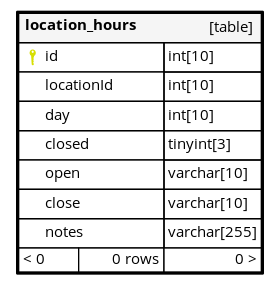 location_hours [table]
id int[10]
locationId int[10]
day int[10]
closed tinyint[3]
open varchar[10]
close varchar[10]
notes varchar[255]
< 0 0 rows 0 >